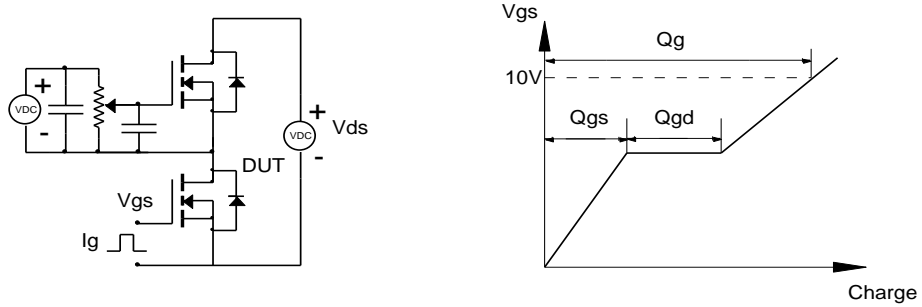 +
VDC
-
+
VDC
-
Vds
DUT
Vgs
Ig
Vgs
Qg
10V
Qgs
Qgd
Charge